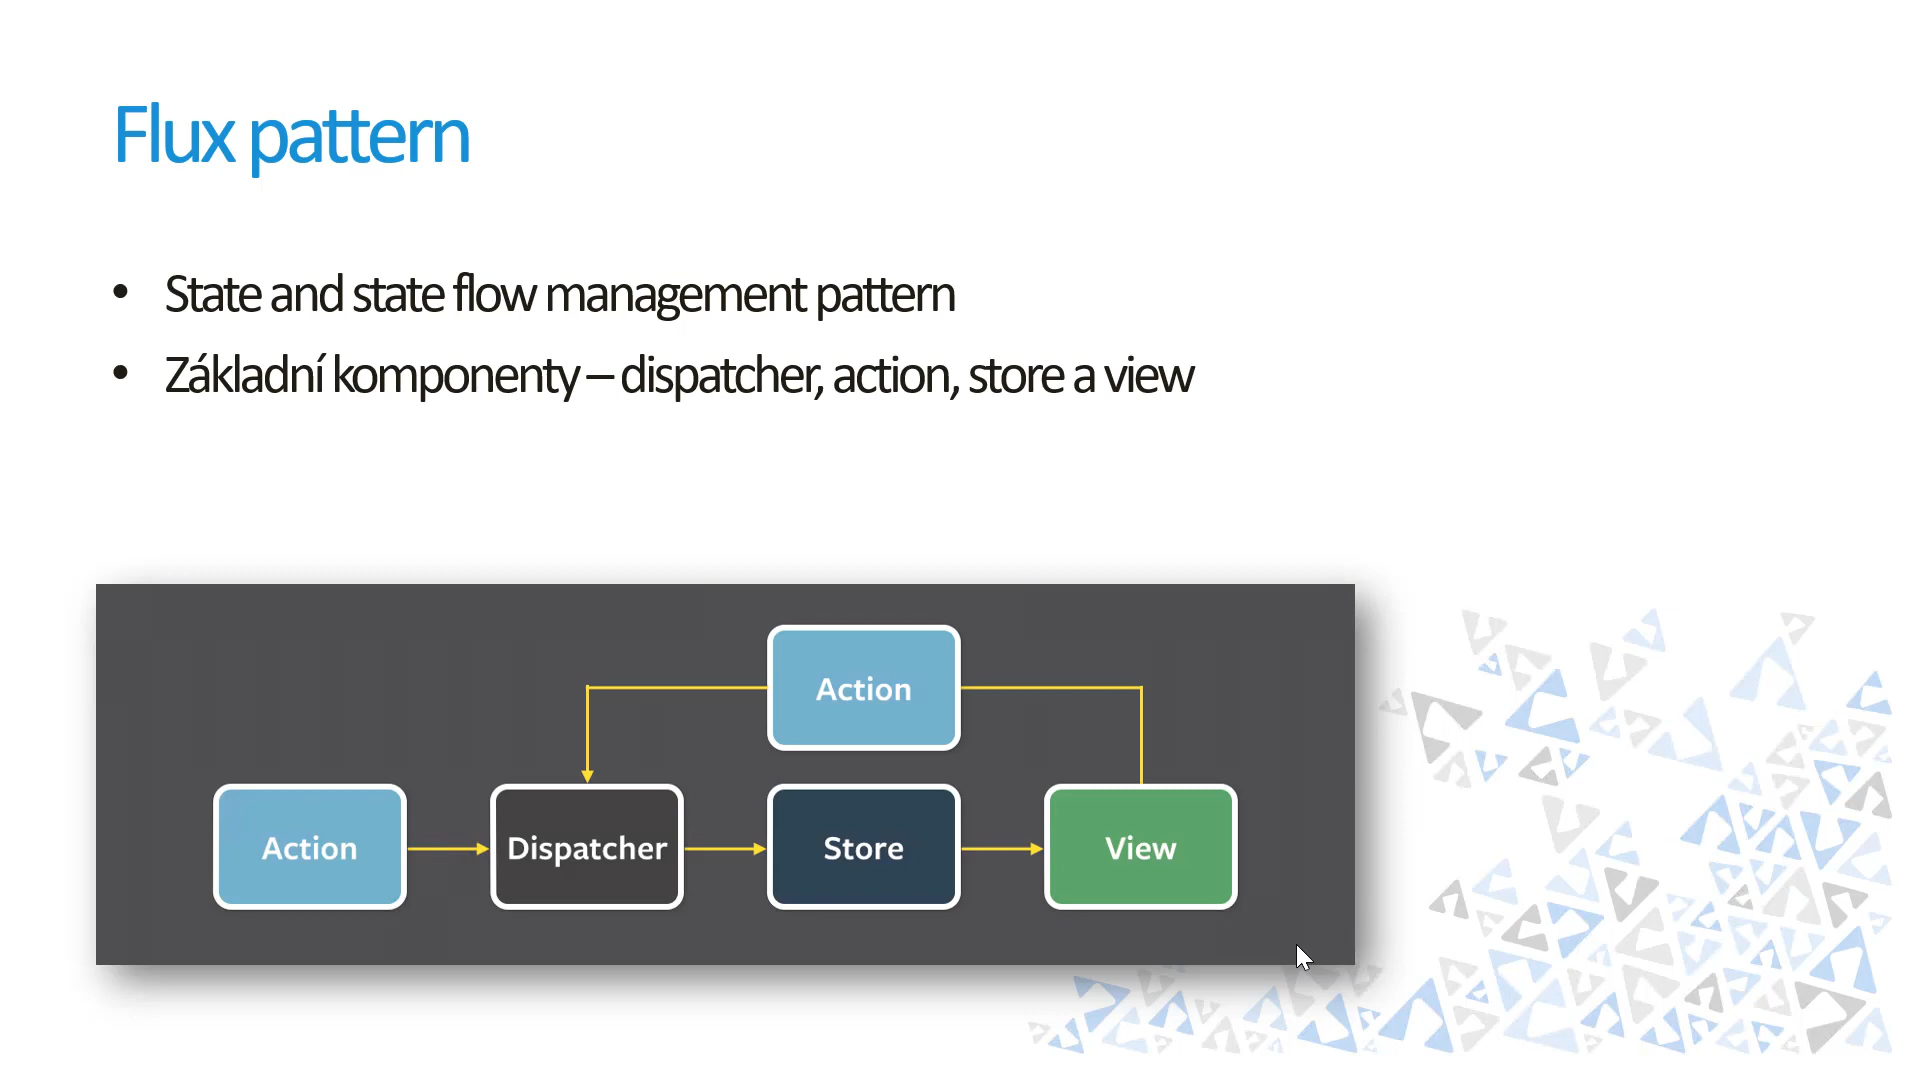 Flux pattern
• State and state flow management pattern
• Základní komponenty – dispatcher, action, store a view
Action
Action
Dispatcher
Store
View